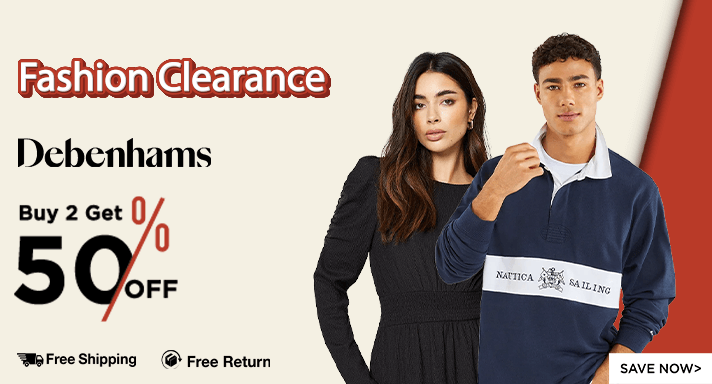 Fashion Clearance
Debenhams
Buy 2 Get %
50
OFF
NAUTICA SAILING
Free Shipping
Free Return
SAVE NOW>